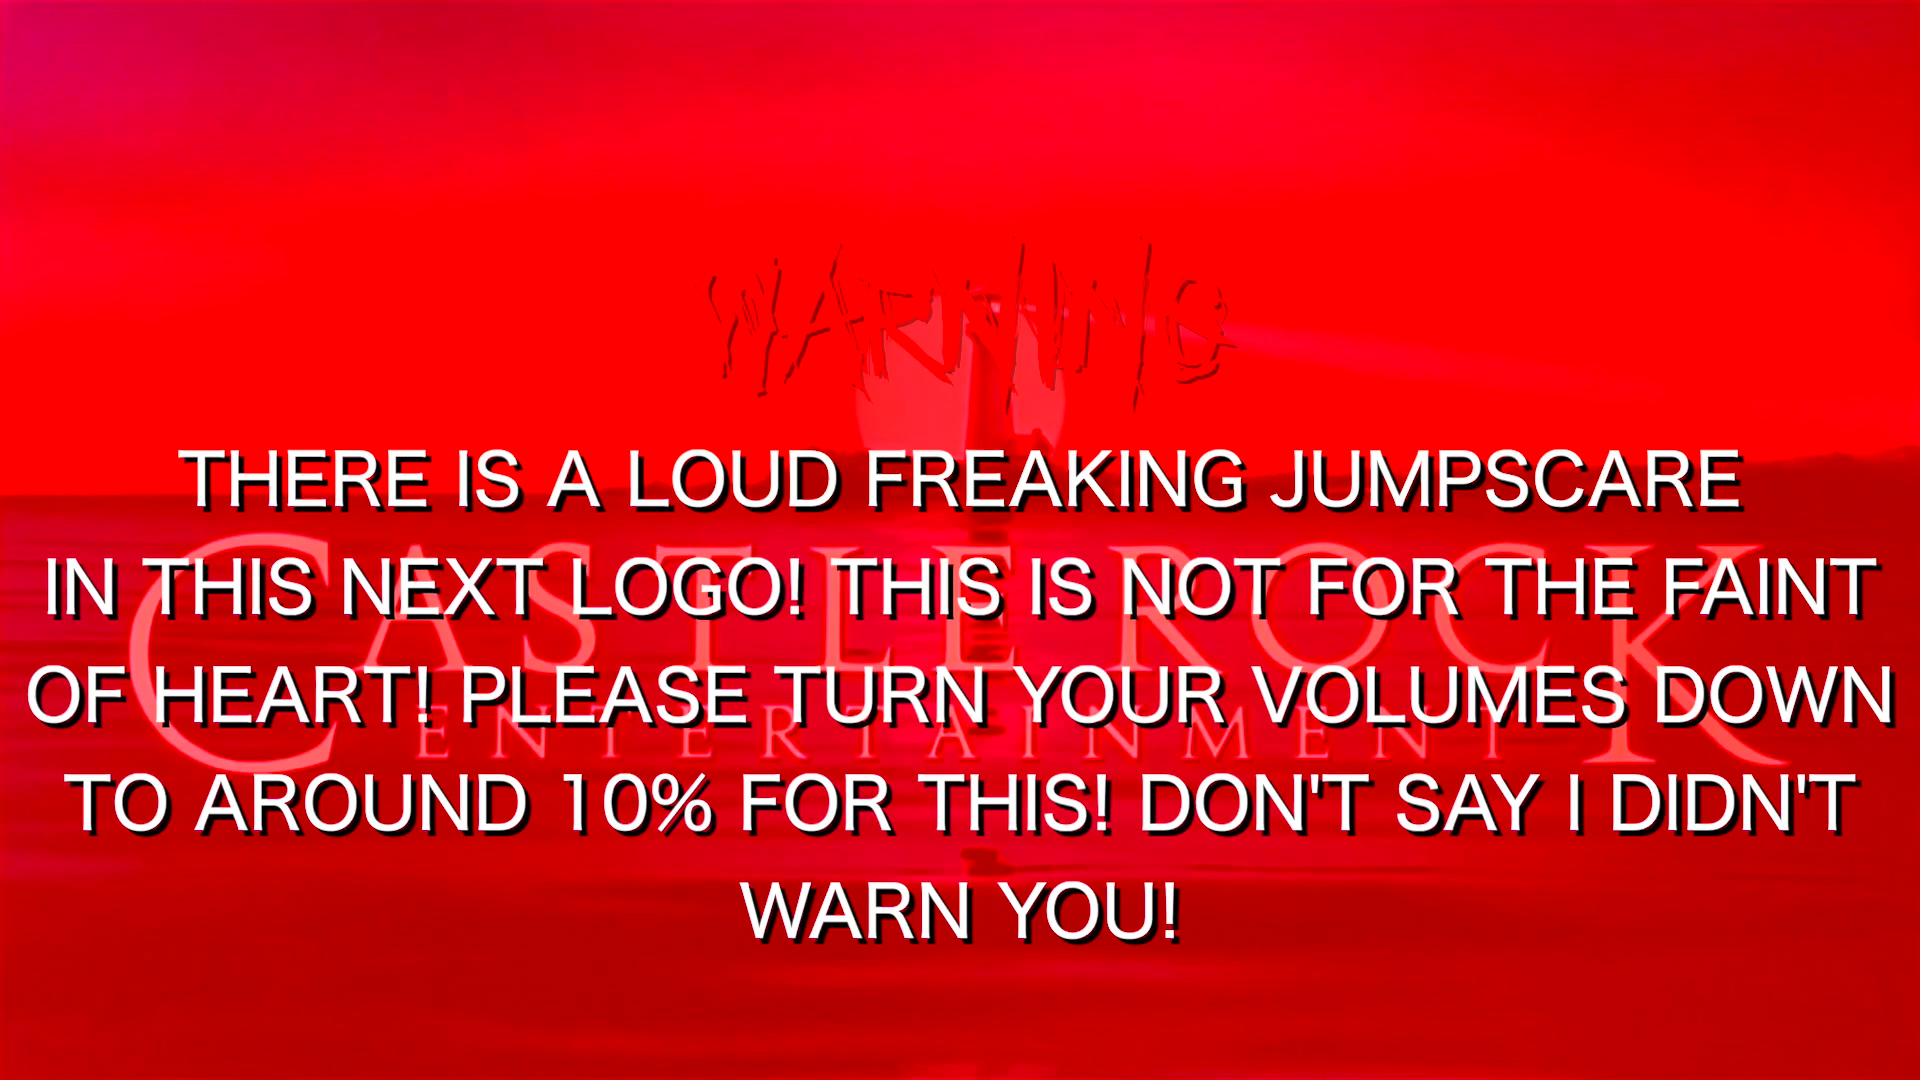 WARNING
THERE IS A LOUD FREAKING JUMPSCARE
IN THIS NEXT LOGO! THIS IS NOT FOR THE FAINT
OF HEART! PLEASE TURN YOUR VOLUMES DOWN
TO AROUND 10% FOR THIS! DON'T SAY I DIDN'T
WARN YOU!
CASTLE ROCK
ENTERTAINMENT